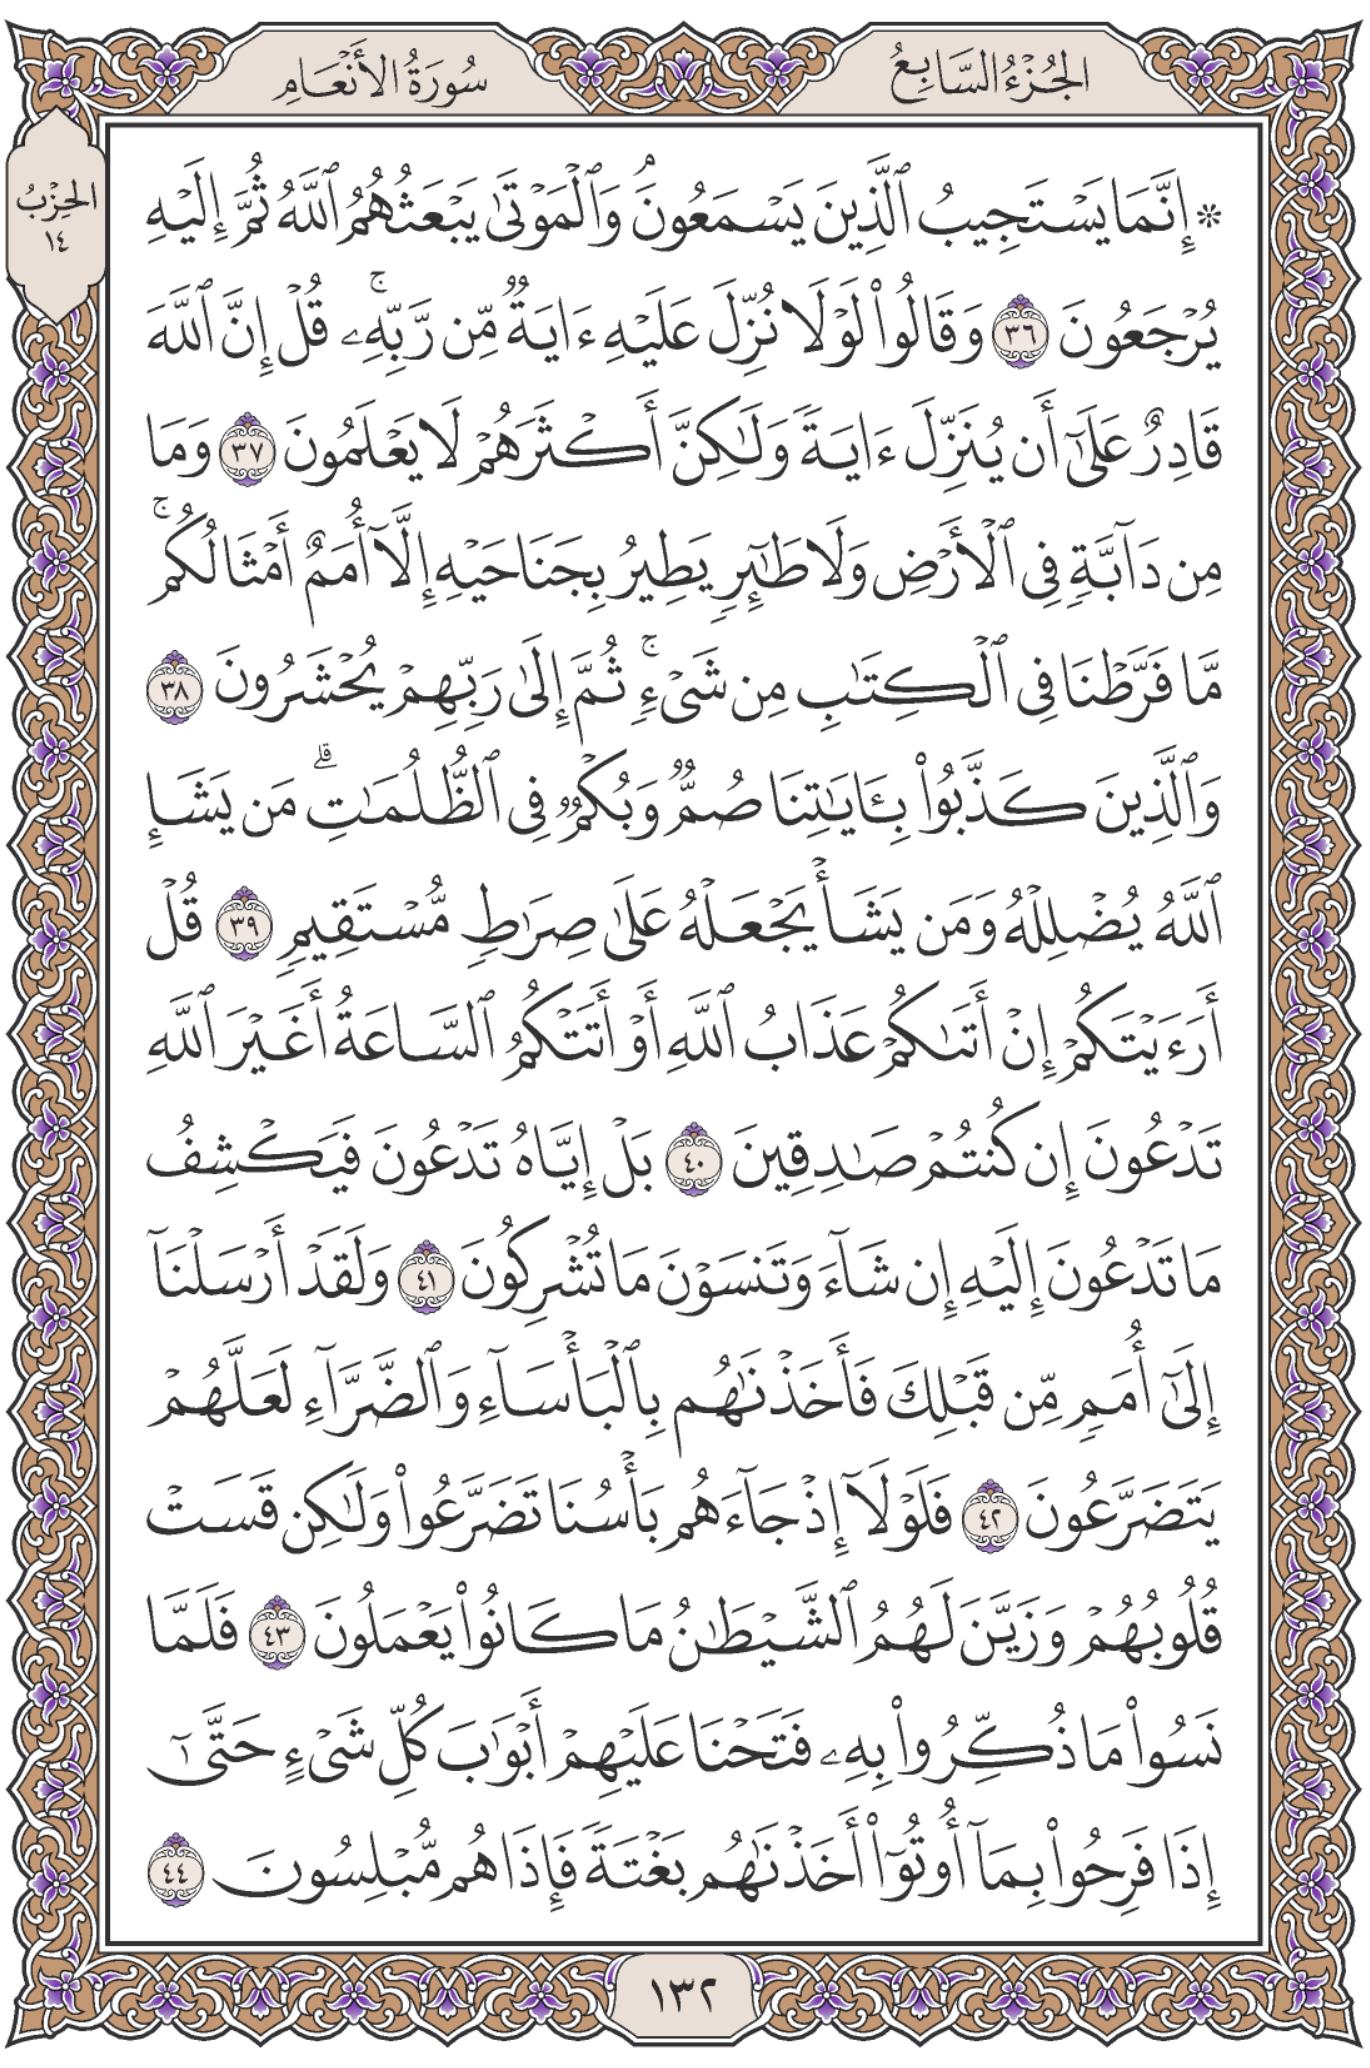 الجُزْءُ السَّابِعُ
سُورَةُ الأَنْعَامِ
الحِزْبُ
١٤
۞ إِنَّمَا يَسْتَجِيبُ ٱلَّذِينَ يَسْمَعُونَۘ وَٱلْمَوْتَىٰ يَبْعَثُهُمُ ٱللَّهُ ثُمَّ إِلَيْهِ
يُرْجَعُونَ ٣٦ وَقَالُوا۟ لَوْلَا نُزِّلَ عَلَيْهِ ءَايَةٌ مِّن رَّبِّهِۦۚ قُلْ إِنَّ ٱللَّهَ
قَادِرٌ عَلَىٰٓ أَن يُنَزِّلَ ءَايَةً وَلَٰكِنَّ أَكْثَرَهُمْ لَا يَعْلَمُونَ ٣٧ وَمَا
مِن دَآبَّةٍ فِى ٱلْأَرْضِ وَلَا طَٰٓئِرٍ يَطِيرُ بِجَنَاحَيْهِ إِلَّآ أُمَمٌ أَمْثَالُكُمۚ
مَّا فَرَّطْنَا فِى ٱلْكِتَٰبِ مِن شَىْءٍۚ ثُمَّ إِلَىٰ رَبِّهِمْ يُحْشَرُونَ ٣٨
وَٱلَّذِينَ كَذَّبُوا۟ بِـَٔايَٰتِنَا صُمٌّ وَبُكْمٌ فِى ٱلظُّلُمَٰتِۗ مَن يَشَإِ
ٱللَّهُ يُضْلِلْهُ وَمَن يَشَأْ يَجْعَلْهُ عَلَىٰ صِرَٰطٍ مُّسْتَقِيمٍ ٣٩ قُلْ
أَرَءَيْتَكُمْ إِنْ أَتَىٰكُمْ عَذَابُ ٱللَّهِ أَوْ أَتَتْكُمُ ٱلسَّاعَةُ أَغَيْرَ ٱللَّهِ
تَدْعُونَ إِن كُنتُمْ صَٰدِقِينَ ٤٠ بَلْ إِيَّاهُ تَدْعُونَ فَيَكْشِفُ
مَا تَدْعُونَ إِلَيْهِ إِن شَآءَ وَتَنسَوْنَ مَا تُشْرِكُونَ ٤١ وَلَقَدْ أَرْسَلْنَآ
إِلَىٰٓ أُمَمٍ مِّن قَبْلِكَ فَأَخَذْنَٰهُم بِٱلْبَأْسَآءِ وَٱلضَّرَّآءِ لَعَلَّهُمْ
يَتَضَرَّعُونَ ٤٢ فَلَوْلَآ إِذْ جَآءَهُم بَأْسُنَا تَضَرَّعُوا۟ وَلَٰكِن قَسَتْ
قُلُوبُهُمْ وَزَيَّنَ لَهُمُ ٱلشَّيْطَٰنُ مَا كَانُوا۟ يَعْمَلُونَ ٤٣ فَلَمَّا
نَسُوا۟ مَا ذُكِّرُوا۟ بِهِۦ فَتَحْنَا عَلَيْهِمْ أَبْوَٰبَ كُلِّ شَىْءٍ حَتَّىٰٓ
إِذَا فَرِحُوا۟ بِمَآ أُوتُوٓا۟ أَخَذْنَٰهُم بَغْتَةً فَإِذَا هُم مُّبْلِسُونَ ٤٤
١٣٢